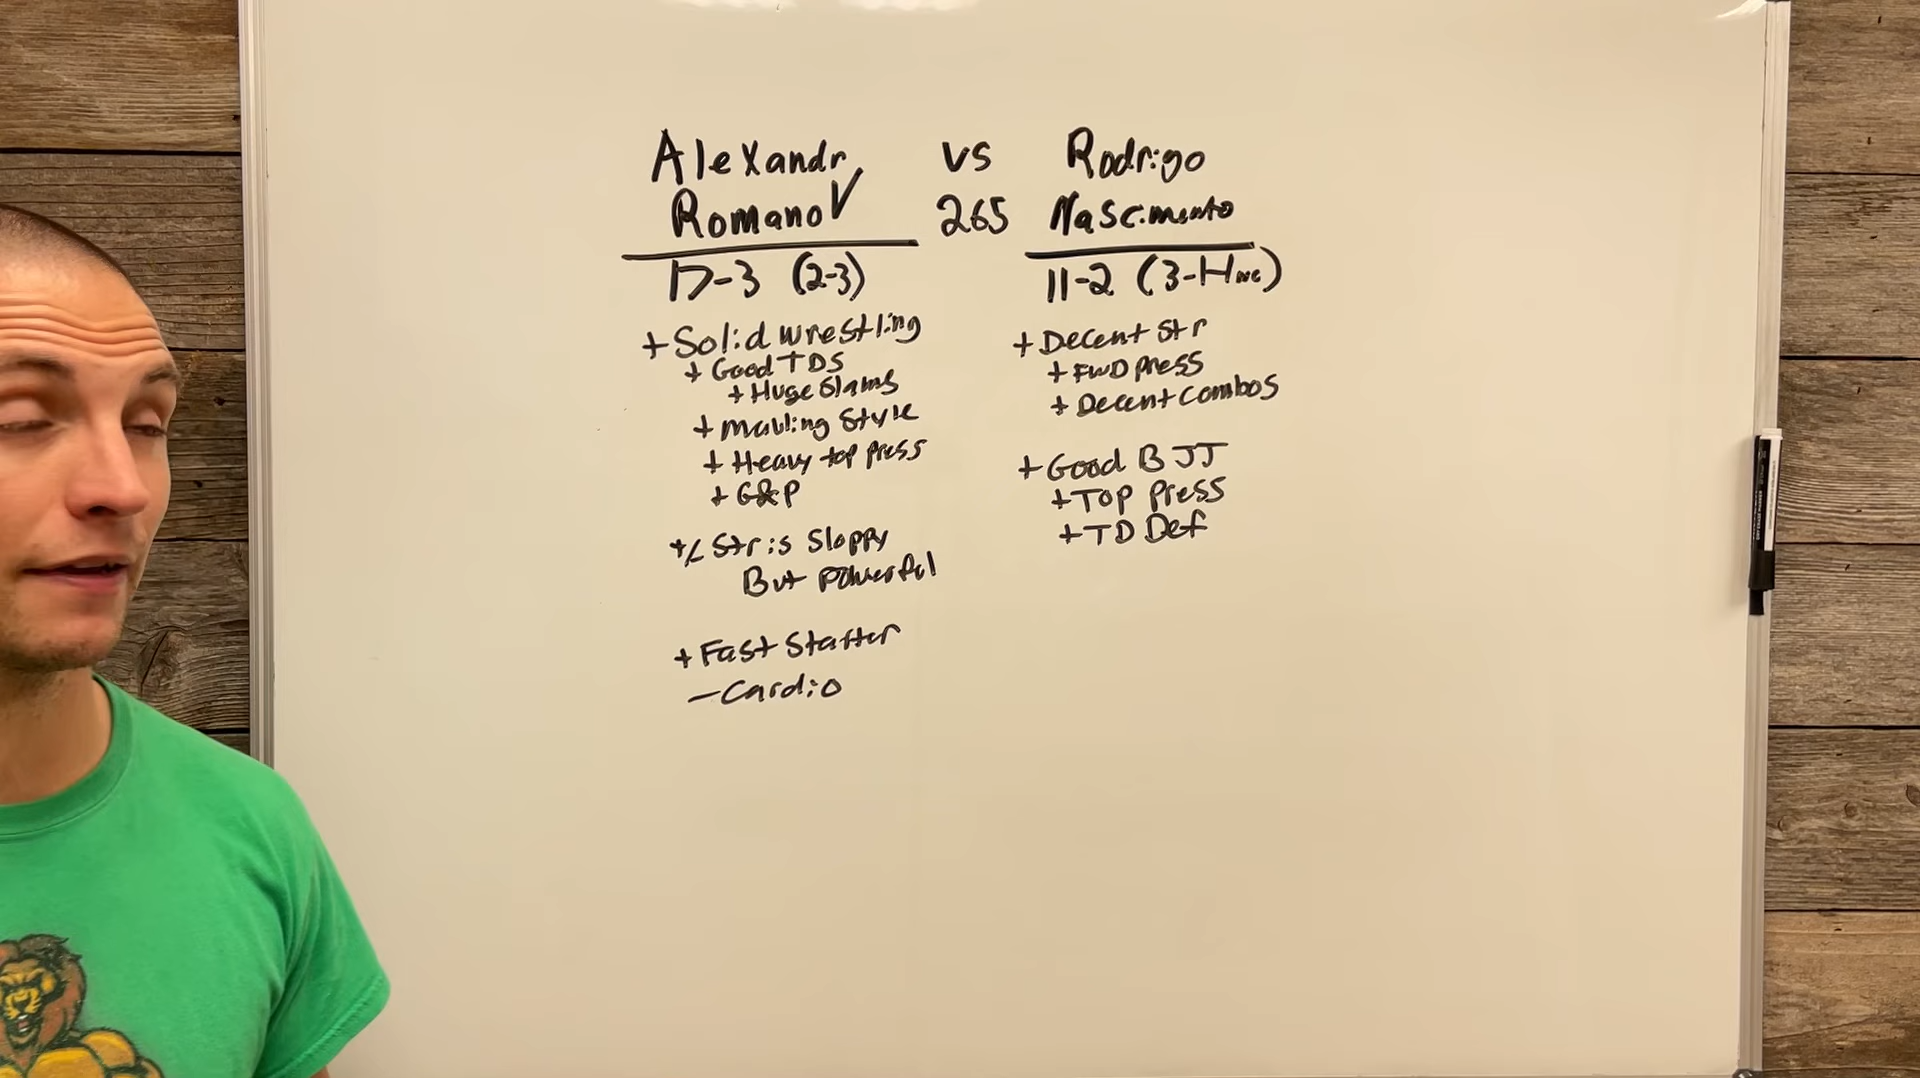 Alexandr vs Rodrigo
Romanov 265 Nascimento
17-3 (2-3)
+ Solid wrestling
+ Good TDS
+ Huge Slams
+ Mauling Style
+ Heavy top press
+ G&P
+/- Str is Sloppy
But powerful
+ Fast Starter
- Cardio
11-2 (3-1-1 nc)
+ Decent Str
+ FWD press
+ Decent Combos
+ Good BJJ
+ Top Press
+ TD Def